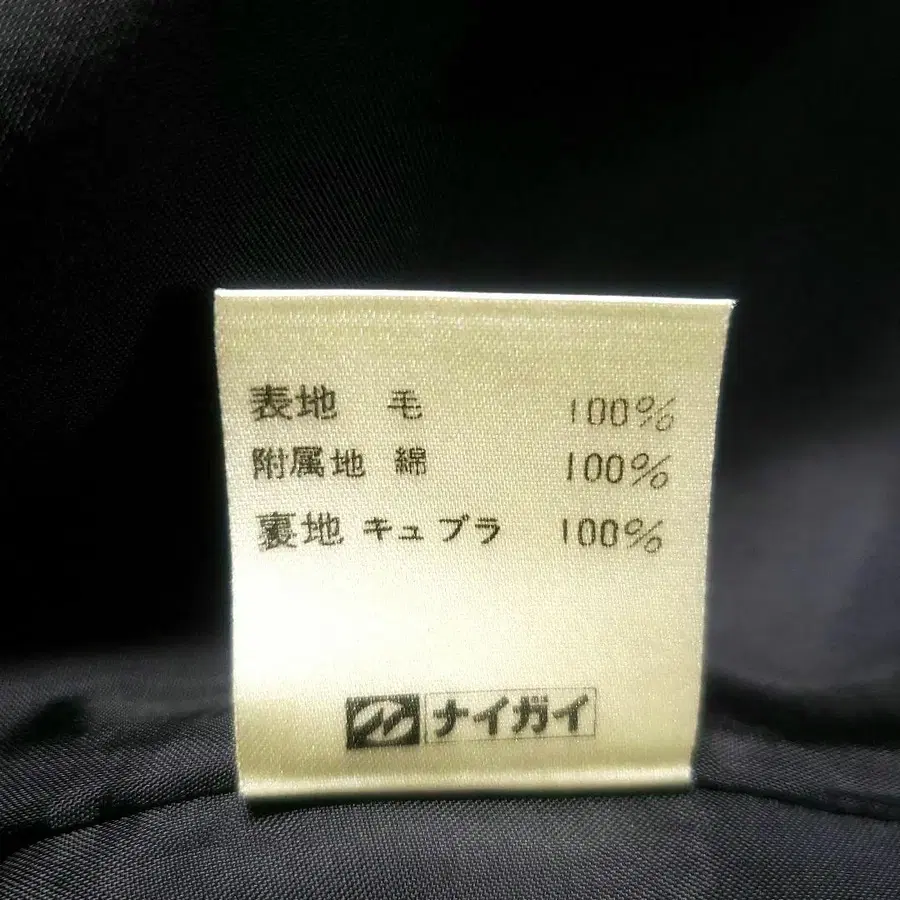 表地 毛 100%
附属地 綿 100%
裏地 キュプラ 100%
ナイガイ